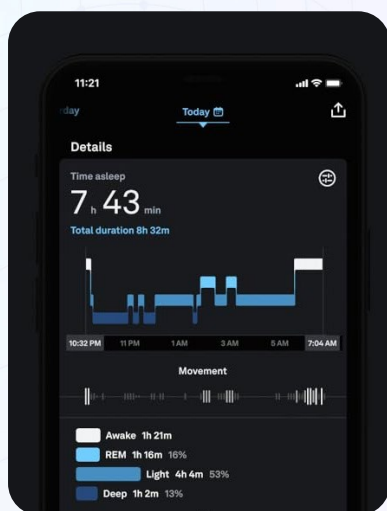 11:21
rday
Today
Details
Time asleep
7 h 43 min
Total duration 8h 32m
10:32 PM 11 PM 1 AM 3 AM 5 AM 7:04 AM
Movement
Awake 1h 21m
REM 1h 16m 16%
Light 4h 4m 53%
Deep 1h 2m 13%